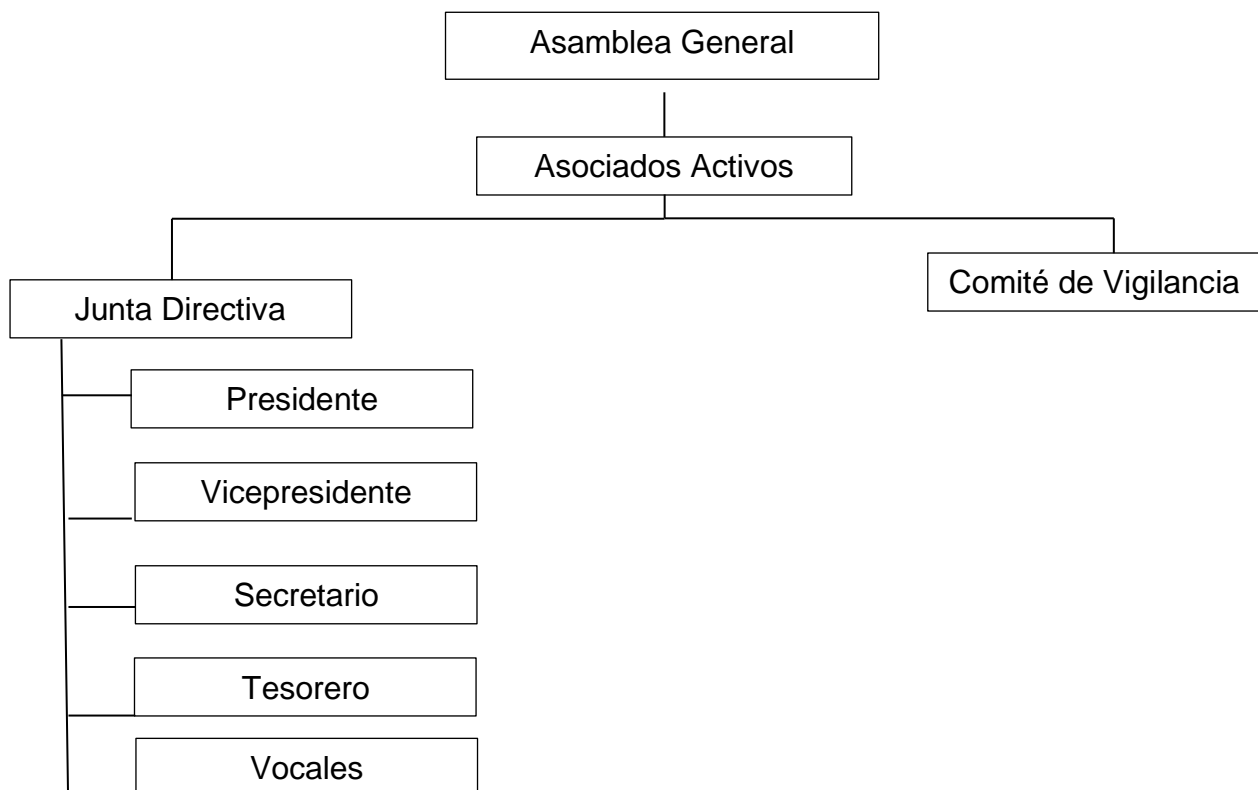 Asamblea General
Asociados Activos
Comité de Vigilancia
Junta Directiva
Presidente
Vicepresidente
Secretario
Tesorero
Vocales